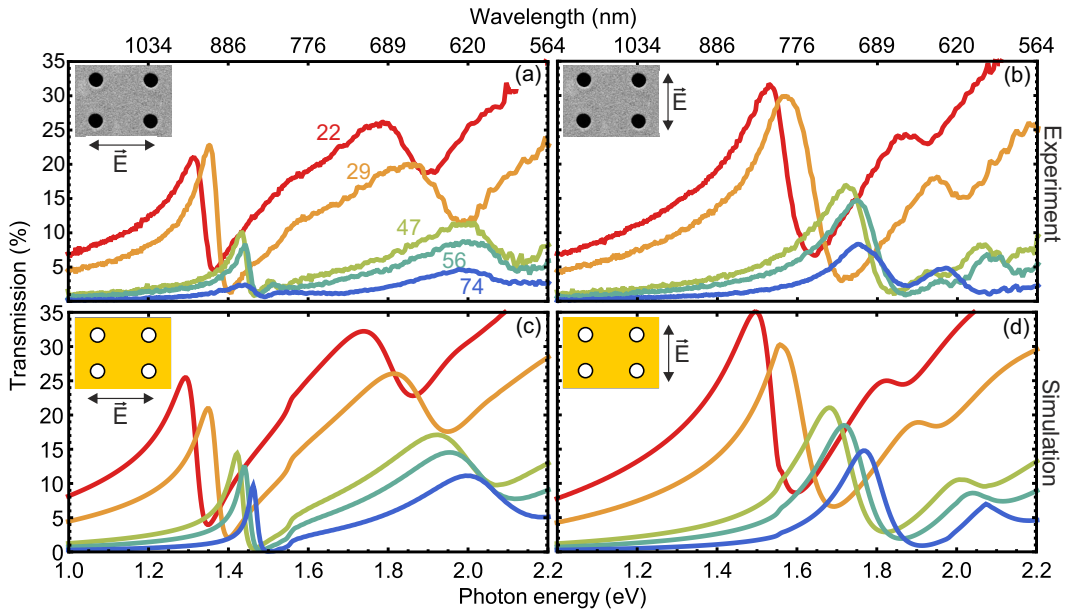 Wavelength (nm)
1034 886 776 689 620 564 1034 886 776 689 620 564
35 (a) (b)
30
25
20
15
10
5
0
E
E
22
29
47
56
74
Experiment
Transmission (%)
35 (c) (d)
30
25
20
15
10
5
0
E
E
Simulation
1.0 1.2 1.4 1.6 1.8 2.0 2.2 1.2 1.4 1.6 1.8 2.0 2.2
Photon energy (eV)